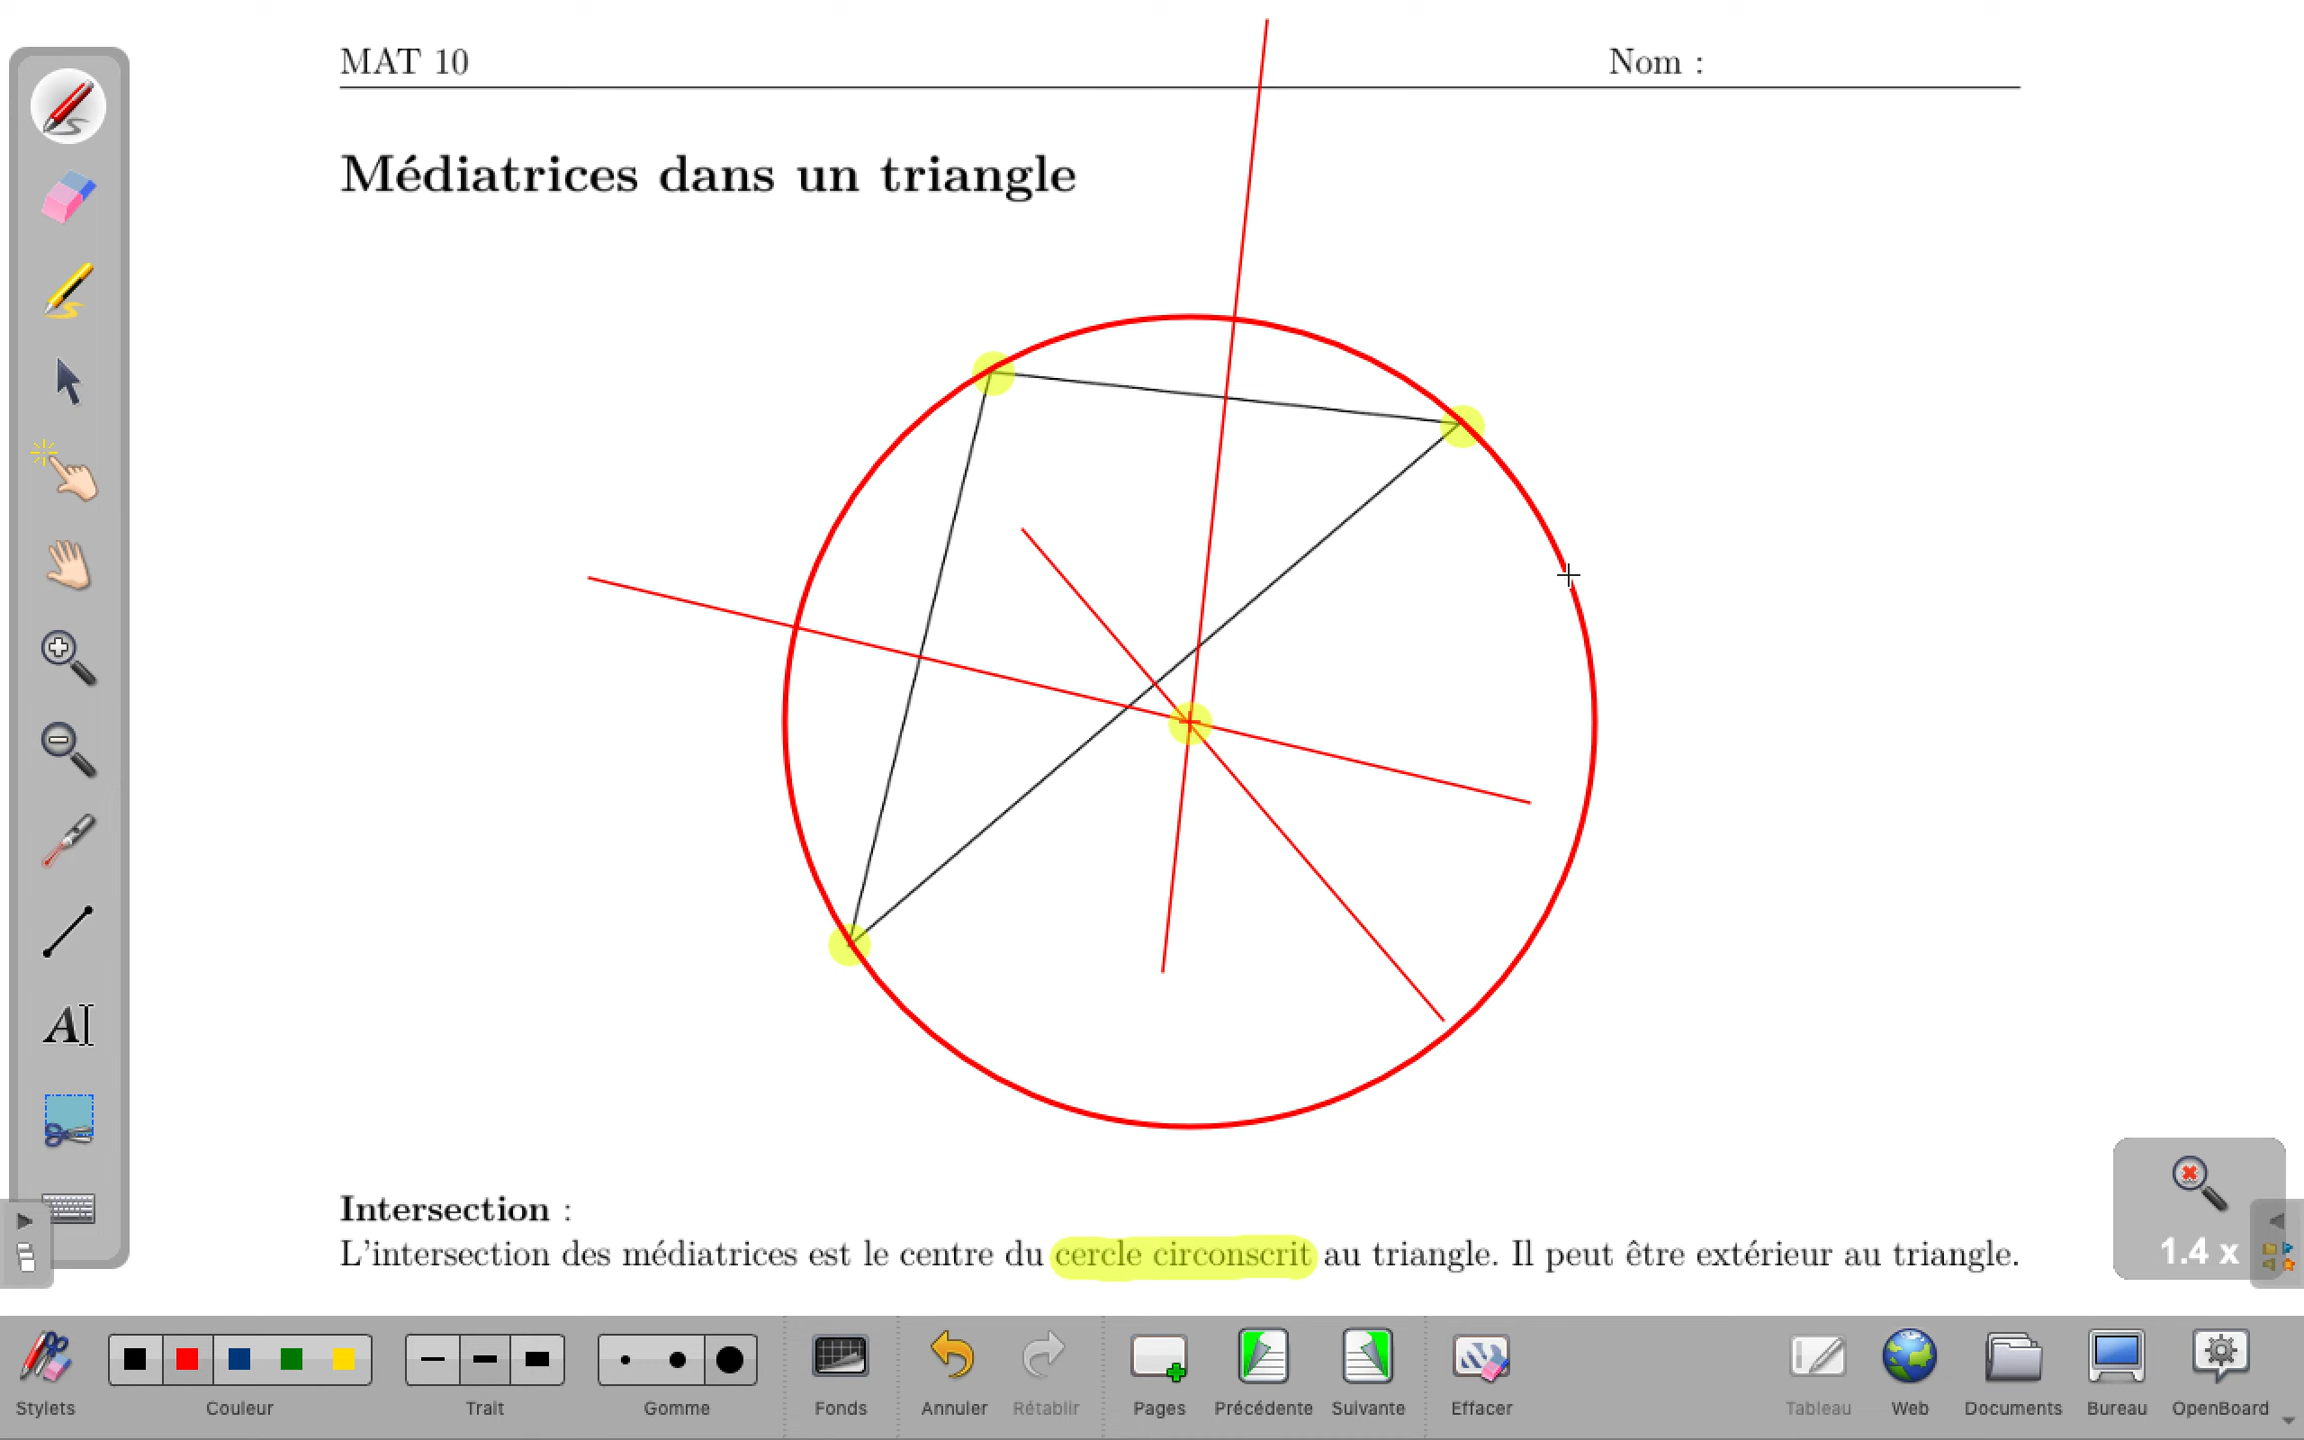 MAT 10 Nom :
Médiatrices dans un triangle
Intersection :
L'intersection des médiatrices est le centre du cercle circonscrit au triangle. Il peut être extérieur au triangle.
1.4 x
Stylets Couleur Trait Gomme Fonds Annuler Rétablir Pages Précédente Suivante Effacer Tableau Web Documents Bureau OpenBoard